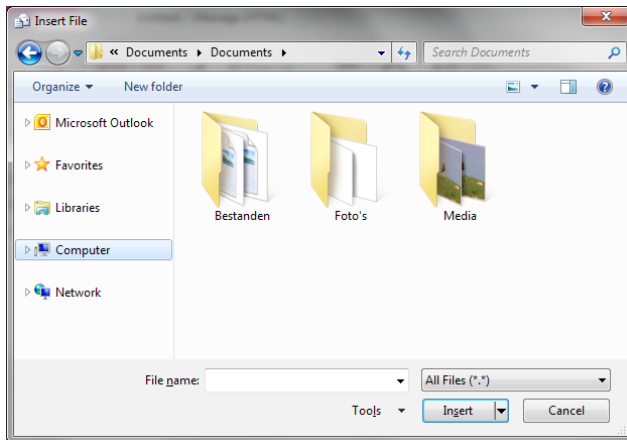 Insert File
« Documents Documents
Search Documents
Organize New folder
Microsoft Outlook
Favorites
Libraries
Computer
Network
Bestanden Foto's Media
File name:
All Files (*.*)
Tools Insert Cancel